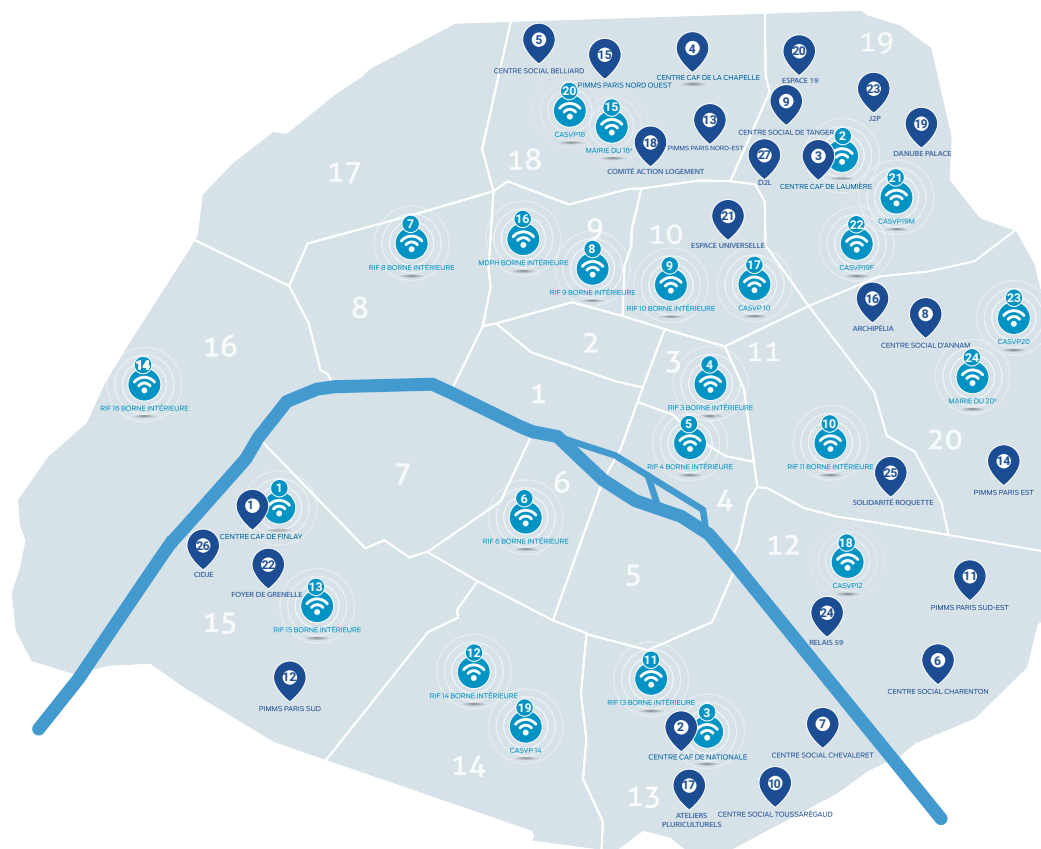 5
CENTRE SOCIAL BELLIARD
15
PIMMS PARIS NORD OUEST
4
CENTRE CAF DE LA CHAPELLE
20
ESPACE 19
19
23
J2P
9
CENTRE SOCIAL DE TANGER
20
CASVP18
15
MAIRIE DU 18ᵉ
13
PIMMS PARIS NORD-EST
18
COMITÉ ACTION LOGEMENT
19
DANUBE PALACE
27
D2L
3
2
CENTRE CAF DE LAUMIÈRE
17
18
21
CASVP19M
7
RIF 8 BORNE INTÉRIEURE
16
MDPH BORNE INTÉRIEURE
9
8
RIF 9 BORNE INTÉRIEURE
10
21
ESPACE UNIVERSELLE
22
CASVP19F
9
RIF 10 BORNE INTÉRIEURE
17
CASVP 10
8
16
ARCHIPÉLIA
8
CENTRE SOCIAL D'ANNAM
23
CASVP20
16
2
3
11
14
RIF 16 BORNE INTÉRIEURE
4
RIF 3 BORNE INTÉRIEURE
24
MAIRIE DU 20ᵉ
1
5
RIF 4 BORNE INTÉRIEURE
10
RIF 11 BORNE INTÉRIEURE
20
7
6
25
SOLIDARITÉ ROQUETTE
14
PIMMS PARIS EST
1
1
CENTRE CAF DE FINLAY
6
RIF 6 BORNE INTÉRIEURE
4
26
CIDJE
22
FOYER DE GRENELLE
5
12
18
CASVP12
11
PIMMS PARIS SUD-EST
15
13
RIF 15 BORNE INTÉRIEURE
24
RELAIS 59
12
PIMMS PARIS SUD
12
RIF 14 BORNE INTÉRIEURE
11
RIF 13 BORNE INTÉRIEURE
6
CENTRE SOCIAL CHARENTON
19
CASVP 14
2
3
CENTRE CAF DE NATIONALE
7
CENTRE SOCIAL CHEVALERET
14
13
17
ATELIERS
PLURICULTURELS
10
CENTRE SOCIAL TOUSSARÉGAUD